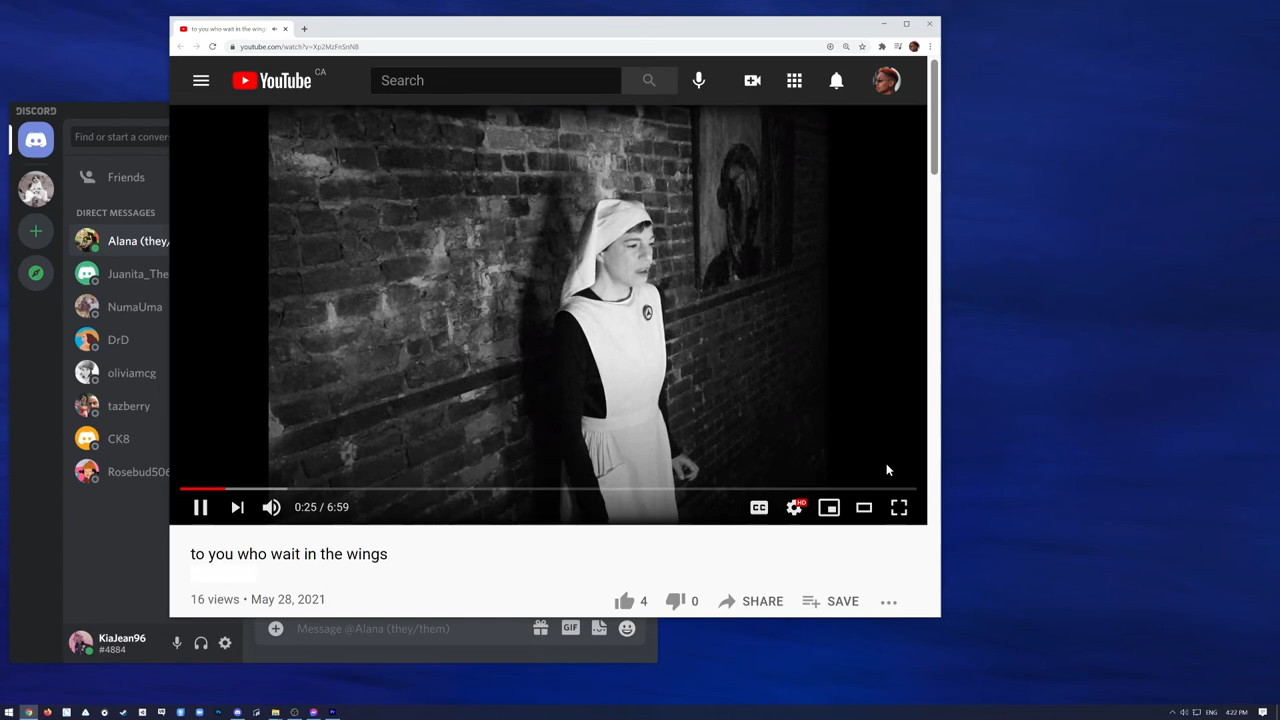 to you who wait in the wings
youtube.com/watch?v=Xp2MzFnSnN8
YouTube CA
Search
DISCORD
Find or start a conver
Friends
DIRECT MESSAGES
Alana (they/
Juanita_The
NumaUma
DrD
oliviamcg
tazberry
CK8
Rosebud506
KiaJean96
#4884
0:25 / 6:59
CC
HD
to you who wait in the wings
16 views • May 28, 2021
4
0
SHARE
SAVE
Message @Alana (they/them)
GIF
ENG
4:22 PM